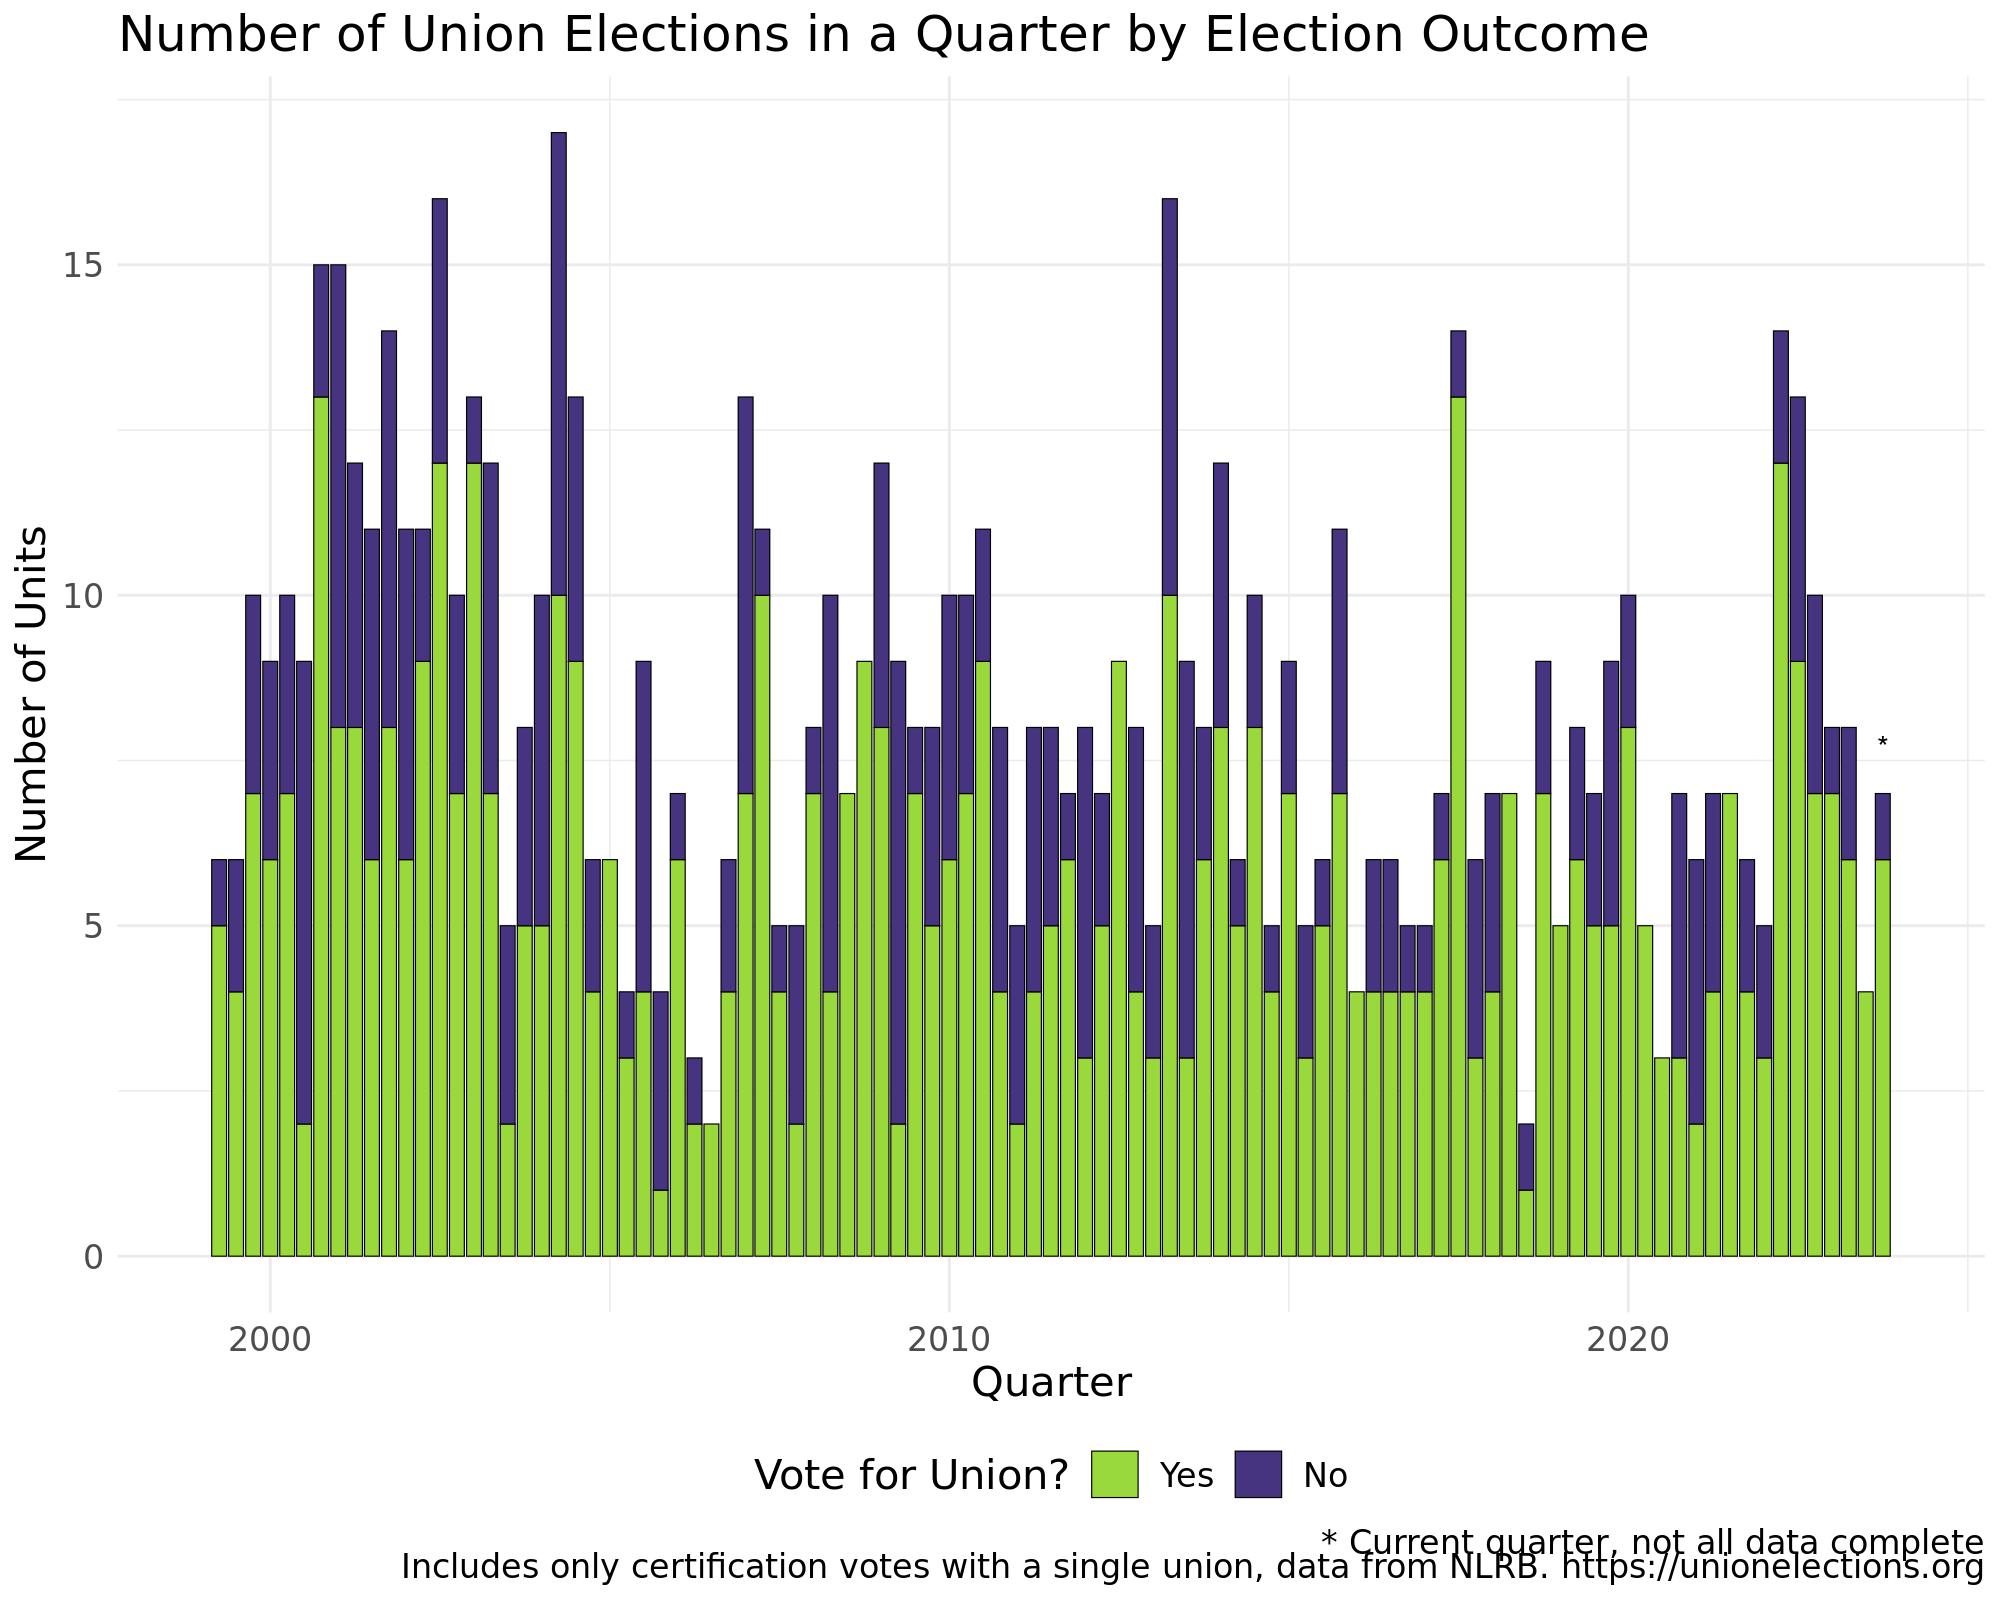 Number of Union Elections in a Quarter by Election Outcome
Number of Units
15
10
5
0
*
2000 2010 2020
Quarter
Vote for Union? Yes No
* Current quarter, not all data complete
Includes only certification votes with a single union, data from NLRB. https://unionelections.org